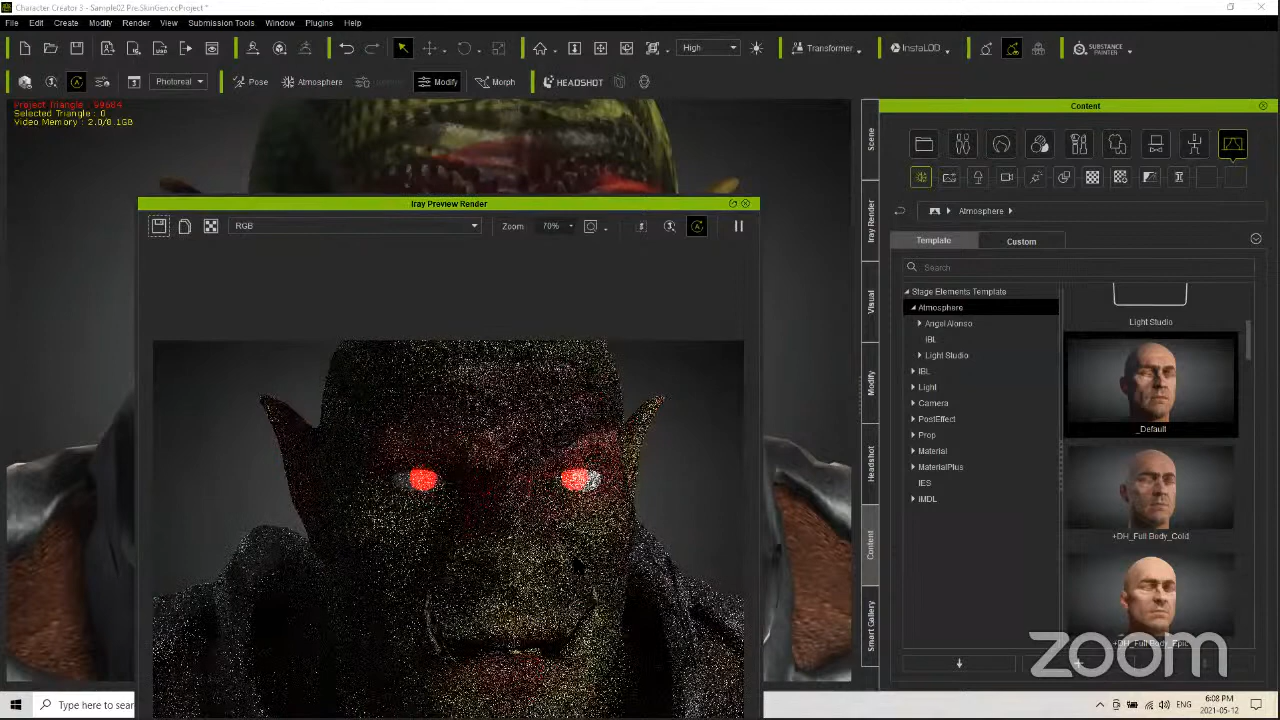 Character Creator 3 - Sample02 Pre.SkinGen.ccProject *
File Edit Create Modify Render View Submission Tools Window Plugins Help
High Transformer InstaLOD SUBSTANCE PAINTER
Photoreal Pose Atmosphere Modify Morph HEADSHOT
Project Triangle : 99684
Selected Triangle : 0
Video Memory : 2.0/8.1GB
Content
Scene
Iray Render
Visual
Modify
Headshot
Content
Smart Gallery
Iray Preview Render
RGB Zoom 70%
Atmosphere
Template Custom
Search
Stage Elements Template
Atmosphere
Angel Alonso
IBL
Light Studio
IBL
Light
Camera
PostEffect
Prop
Material
MaterialPlus
IES
iMDL
Light Studio
_Default
+DH_Full Body_Cold
+DH_Full Body_Epic
zoom
Type here to sear
ENG
6:08 PM
2021-05-12